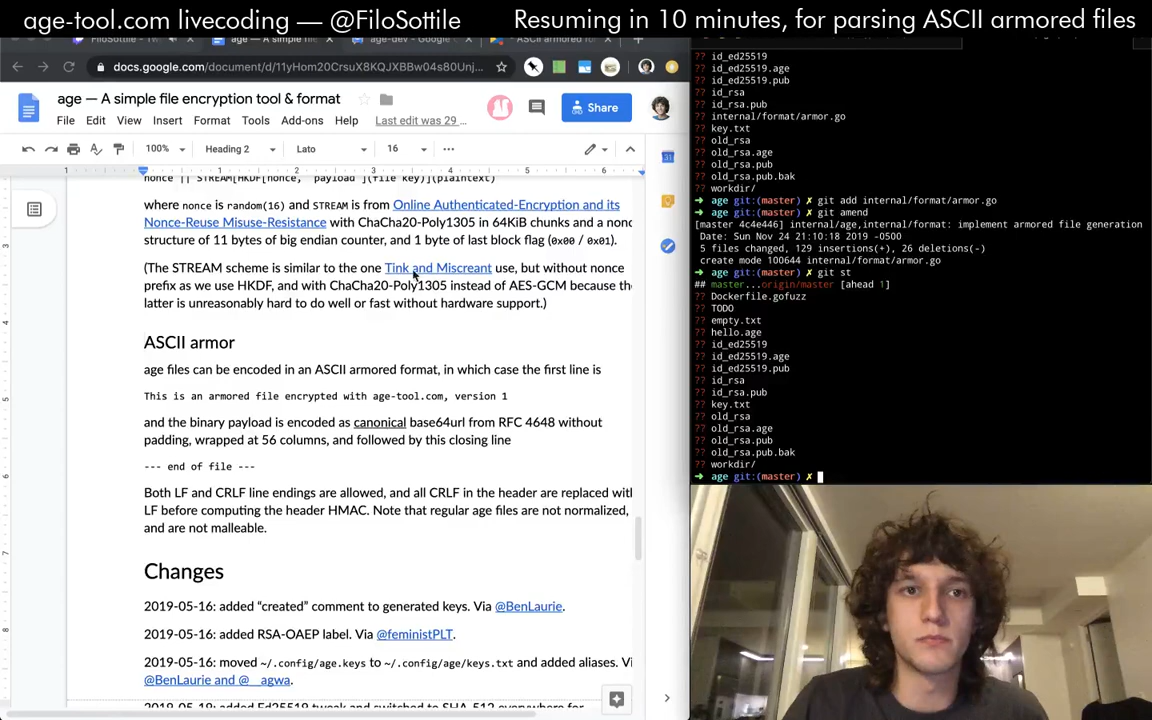 age-tool.com livecoding — @FiloSottile
Resuming in 10 minutes, for parsing ASCII armored files
docs.google.com/document/d/11yHom20CrsuX8KQJXBBw04s80Unj...
age — A simple file encryption tool & format
Share
File Edit View Insert Format Tools Add-ons Help Last edit was 29 ...
100% Heading 2 Lato 16
1 1 2 3 4 5 6
nonce || STREAM[HKDF[nonce, "payload"](file key)](plaintext)
where nonce is random(16) and STREAM is from Online Authenticated-Encryption and its
Nonce-Reuse Misuse-Resistance with ChaCha20-Poly1305 in 64KiB chunks and a nonc
structure of 11 bytes of big endian counter, and 1 byte of last block flag (0x00 / 0x01).
(The STREAM scheme is similar to the one Tink and Miscreant use, but without nonce
prefix as we use HKDF, and with ChaCha20-Poly1305 instead of AES-GCM because the
latter is unreasonably hard to do well or fast without hardware support.)
ASCII armor
age files can be encoded in an ASCII armored format, in which case the first line is
This is an armored file encrypted with age-tool.com, version 1
and the binary payload is encoded as canonical base64url from RFC 4648 without
padding, wrapped at 56 columns, and followed by this closing line
--- end of file ---
Both LF and CRLF line endings are allowed, and all CRLF in the header are replaced with
LF before computing the header HMAC. Note that regular age files are not normalized,
and are not malleable.
Changes
2019-05-16: added “created” comment to generated keys. Via @BenLaurie.
2019-05-16: added RSA-OAEP label. Via @feministPLT.
2019-05-16: moved ~/.config/age.keys to ~/.config/age/keys.txt and added aliases. Vi
@BenLaurie and @__agwa.
?? id_ed25519
?? id_ed25519.age
?? id_ed25519.pub
?? id_rsa
?? id_rsa.pub
?? internal/format/armor.go
?? key.txt
?? old_rsa
?? old_rsa.age
?? old_rsa.pub
?? old_rsa.pub.bak
?? workdir/
➜ age git:(master) ✗ git add internal/format/armor.go
➜ age git:(master) ✗ git amend
[master 4c4e446] internal/age,internal/format: implement armored file generation
Date: Sun Nov 24 21:10:18 2019 -0500
5 files changed, 129 insertions(+), 26 deletions(-)
create mode 100644 internal/format/armor.go
➜ age git:(master) ✗ git st
## master...origin/master [ahead 1]
?? Dockerfile.gofuzz
?? TODO
?? empty.txt
?? hello.age
?? id_ed25519
?? id_ed25519.age
?? id_ed25519.pub
?? id_rsa
?? id_rsa.pub
?? key.txt
?? old_rsa
?? old_rsa.age
?? old_rsa.pub
?? old_rsa.pub.bak
?? workdir/
➜ age git:(master) ✗